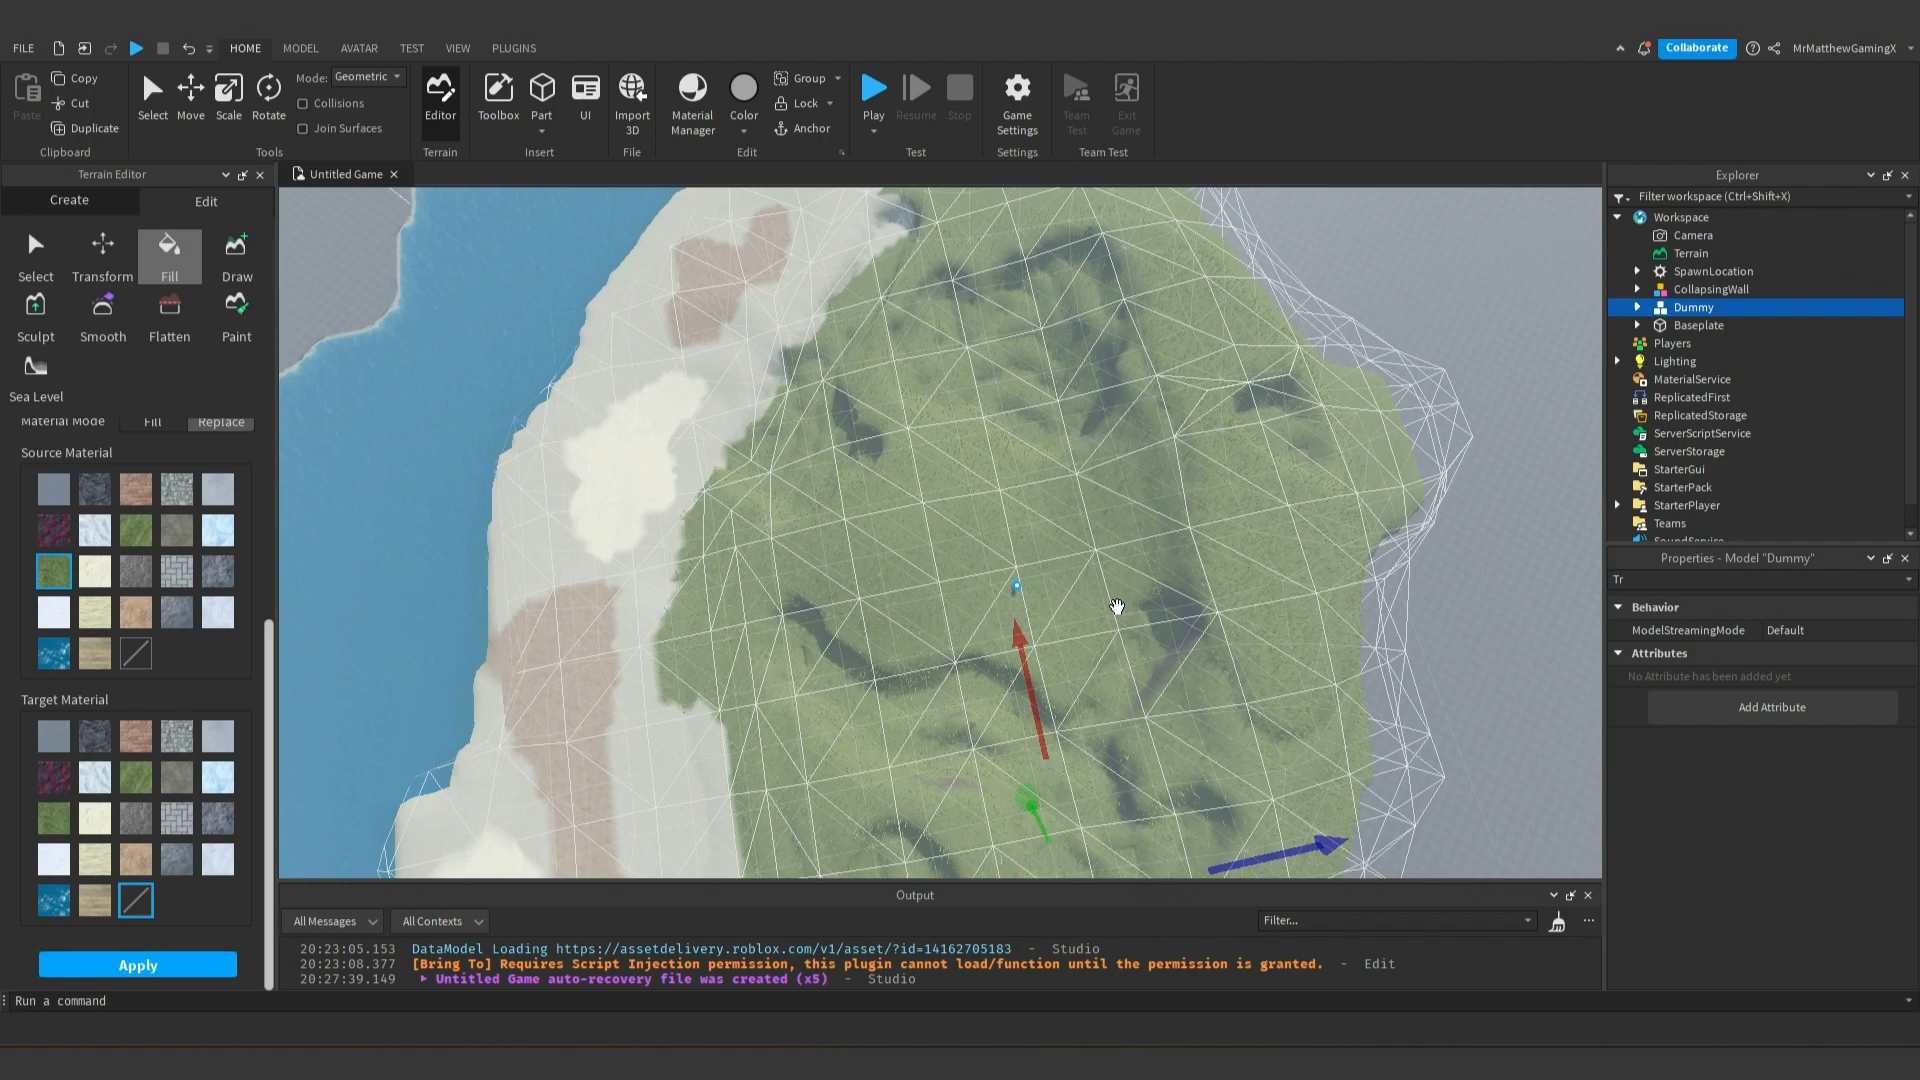 FILE
HOME
MODEL
AVATAR
TEST
VIEW
PLUGINS
Collaborate
MrMatthewGamingX
Paste
Copy
Cut
Duplicate
Clipboard
Select
Move
Scale
Rotate
Mode:
Geometric
Collisions
Join Surfaces
Tools
Editor
Terrain
Toolbox
Part
UI
Insert
Import
3D
File
Material
Manager
Color
Group
Lock
Anchor
Edit
Play
Resume
Stop
Test
Game
Settings
Settings
Team
Test
Exit
Game
Team Test
Terrain Editor
Create
Edit
Select
Transform
Fill
Draw
Sculpt
Smooth
Flatten
Paint
Sea Level
Material Mode
Fill
Replace
Source Material
Target Material
Apply
Untitled Game
Explorer
Filter workspace (Ctrl+Shift+X)
Workspace
Camera
Terrain
SpawnLocation
CollapsingWall
Dummy
Baseplate
Players
Lighting
MaterialService
ReplicatedFirst
ReplicatedStorage
ServerScriptService
ServerStorage
StarterGui
StarterPack
StarterPlayer
Teams
SoundService
Properties - Model "Dummy"
Tr
Behavior
ModelStreamingMode
Default
Attributes
No Attribute has been added yet
Add Attribute
Output
All Messages
All Contexts
Filter...
20:23:05.153 DataModel Loading https://assetdelivery.roblox.com/v1/asset/?id=14162705183 - Studio
20:23:08.377 [Bring To] Requires Script Injection permission, this plugin cannot load/function until the permission is granted. - Edit
20:27:39.149 Untitled Game auto-recovery file was created (x5) - Studio
Run a command